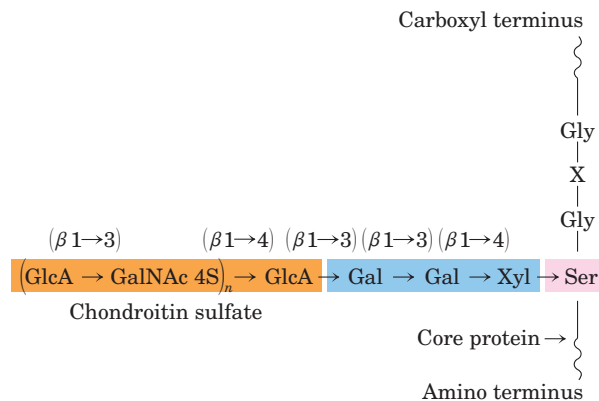 Carboxyl terminus
Gly
X
Gly
(β1→3) (β1→4) (β1→3) (β1→3) (β1→4)
(GlcA → GalNAc 4S)n → GlcA → Gal → Gal → Xyl → Ser
Chondroitin sulfate
Core protein →
Amino terminus